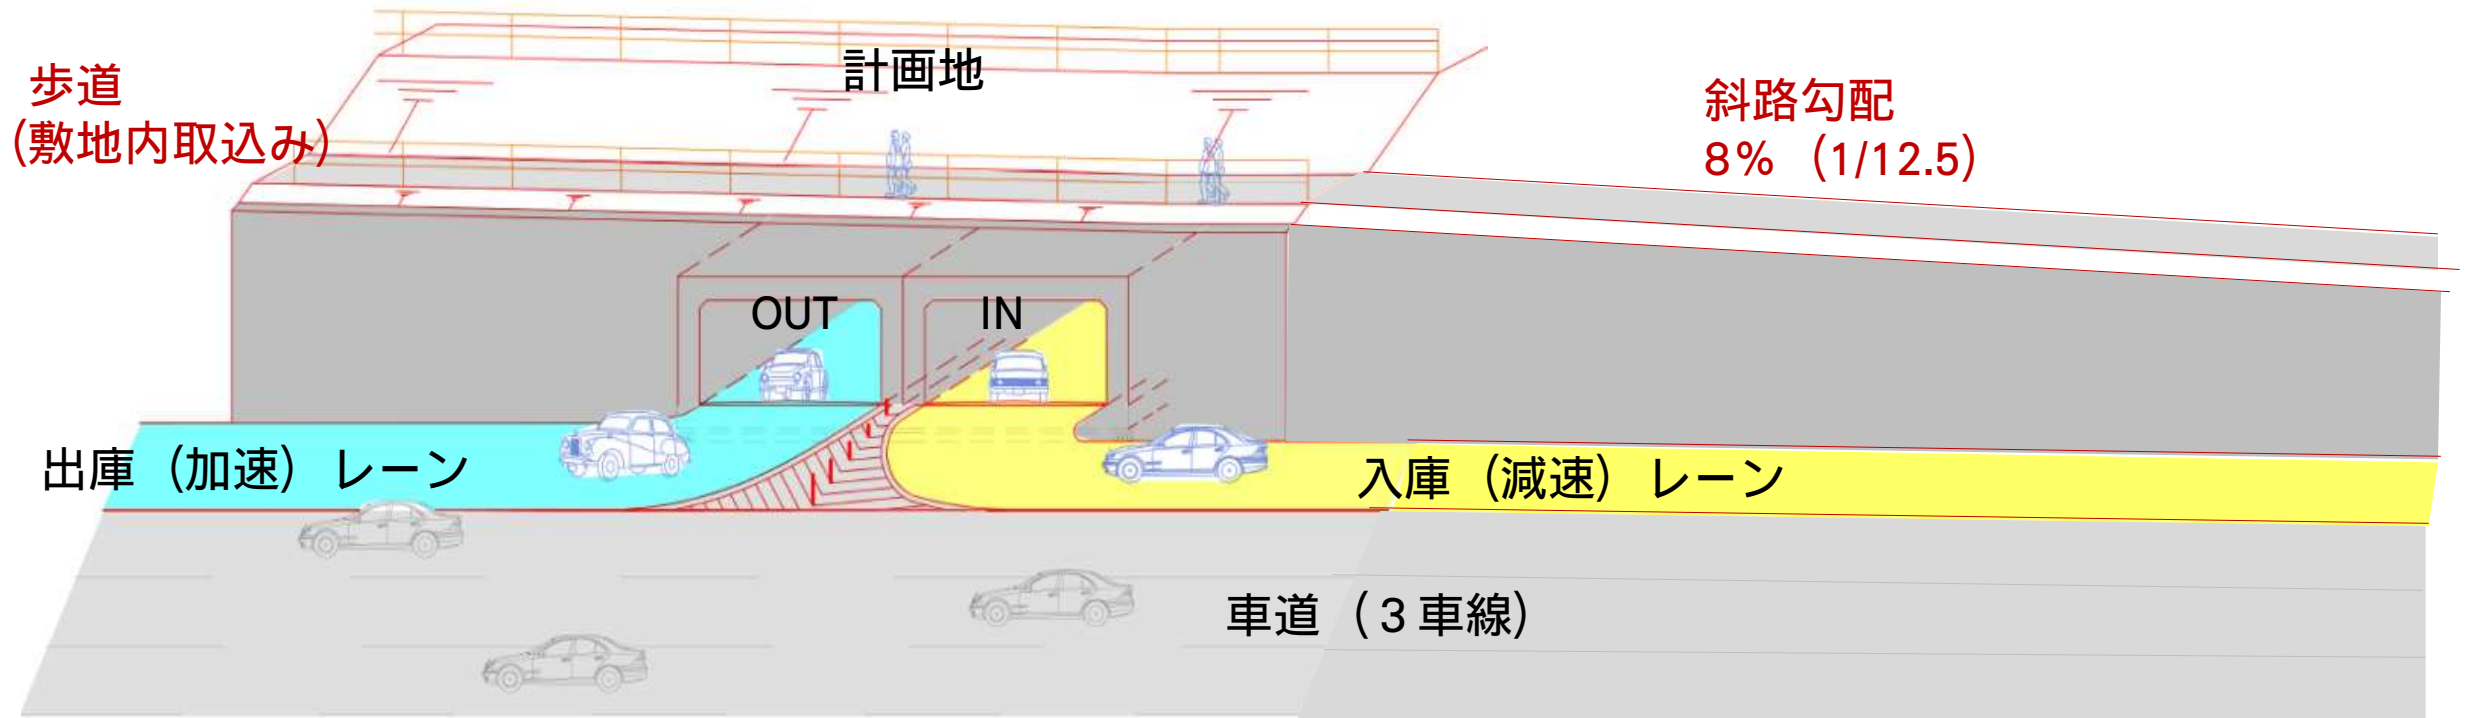 計画地
歩道
(敷地内取込み)
斜路勾配
8%（1/12.5）
OUT
IN
出庫（加速）レーン
入庫（減速）レーン
車道（３車線）